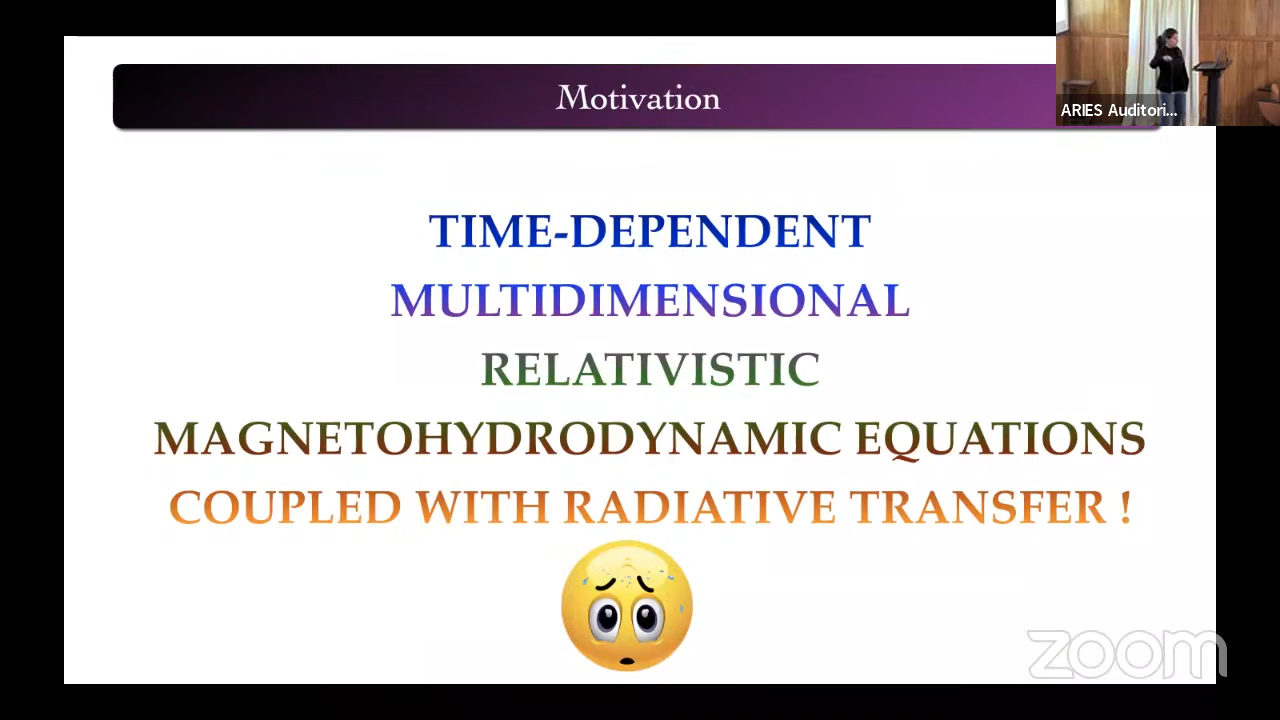 Motivation
ARIES Auditori...
TIME-DEPENDENT
MULTIDIMENSIONAL
RELATIVISTIC
MAGNETOHYDRODYNAMIC EQUATIONS
COUPLED WITH RADIATIVE TRANSFER !
zoom